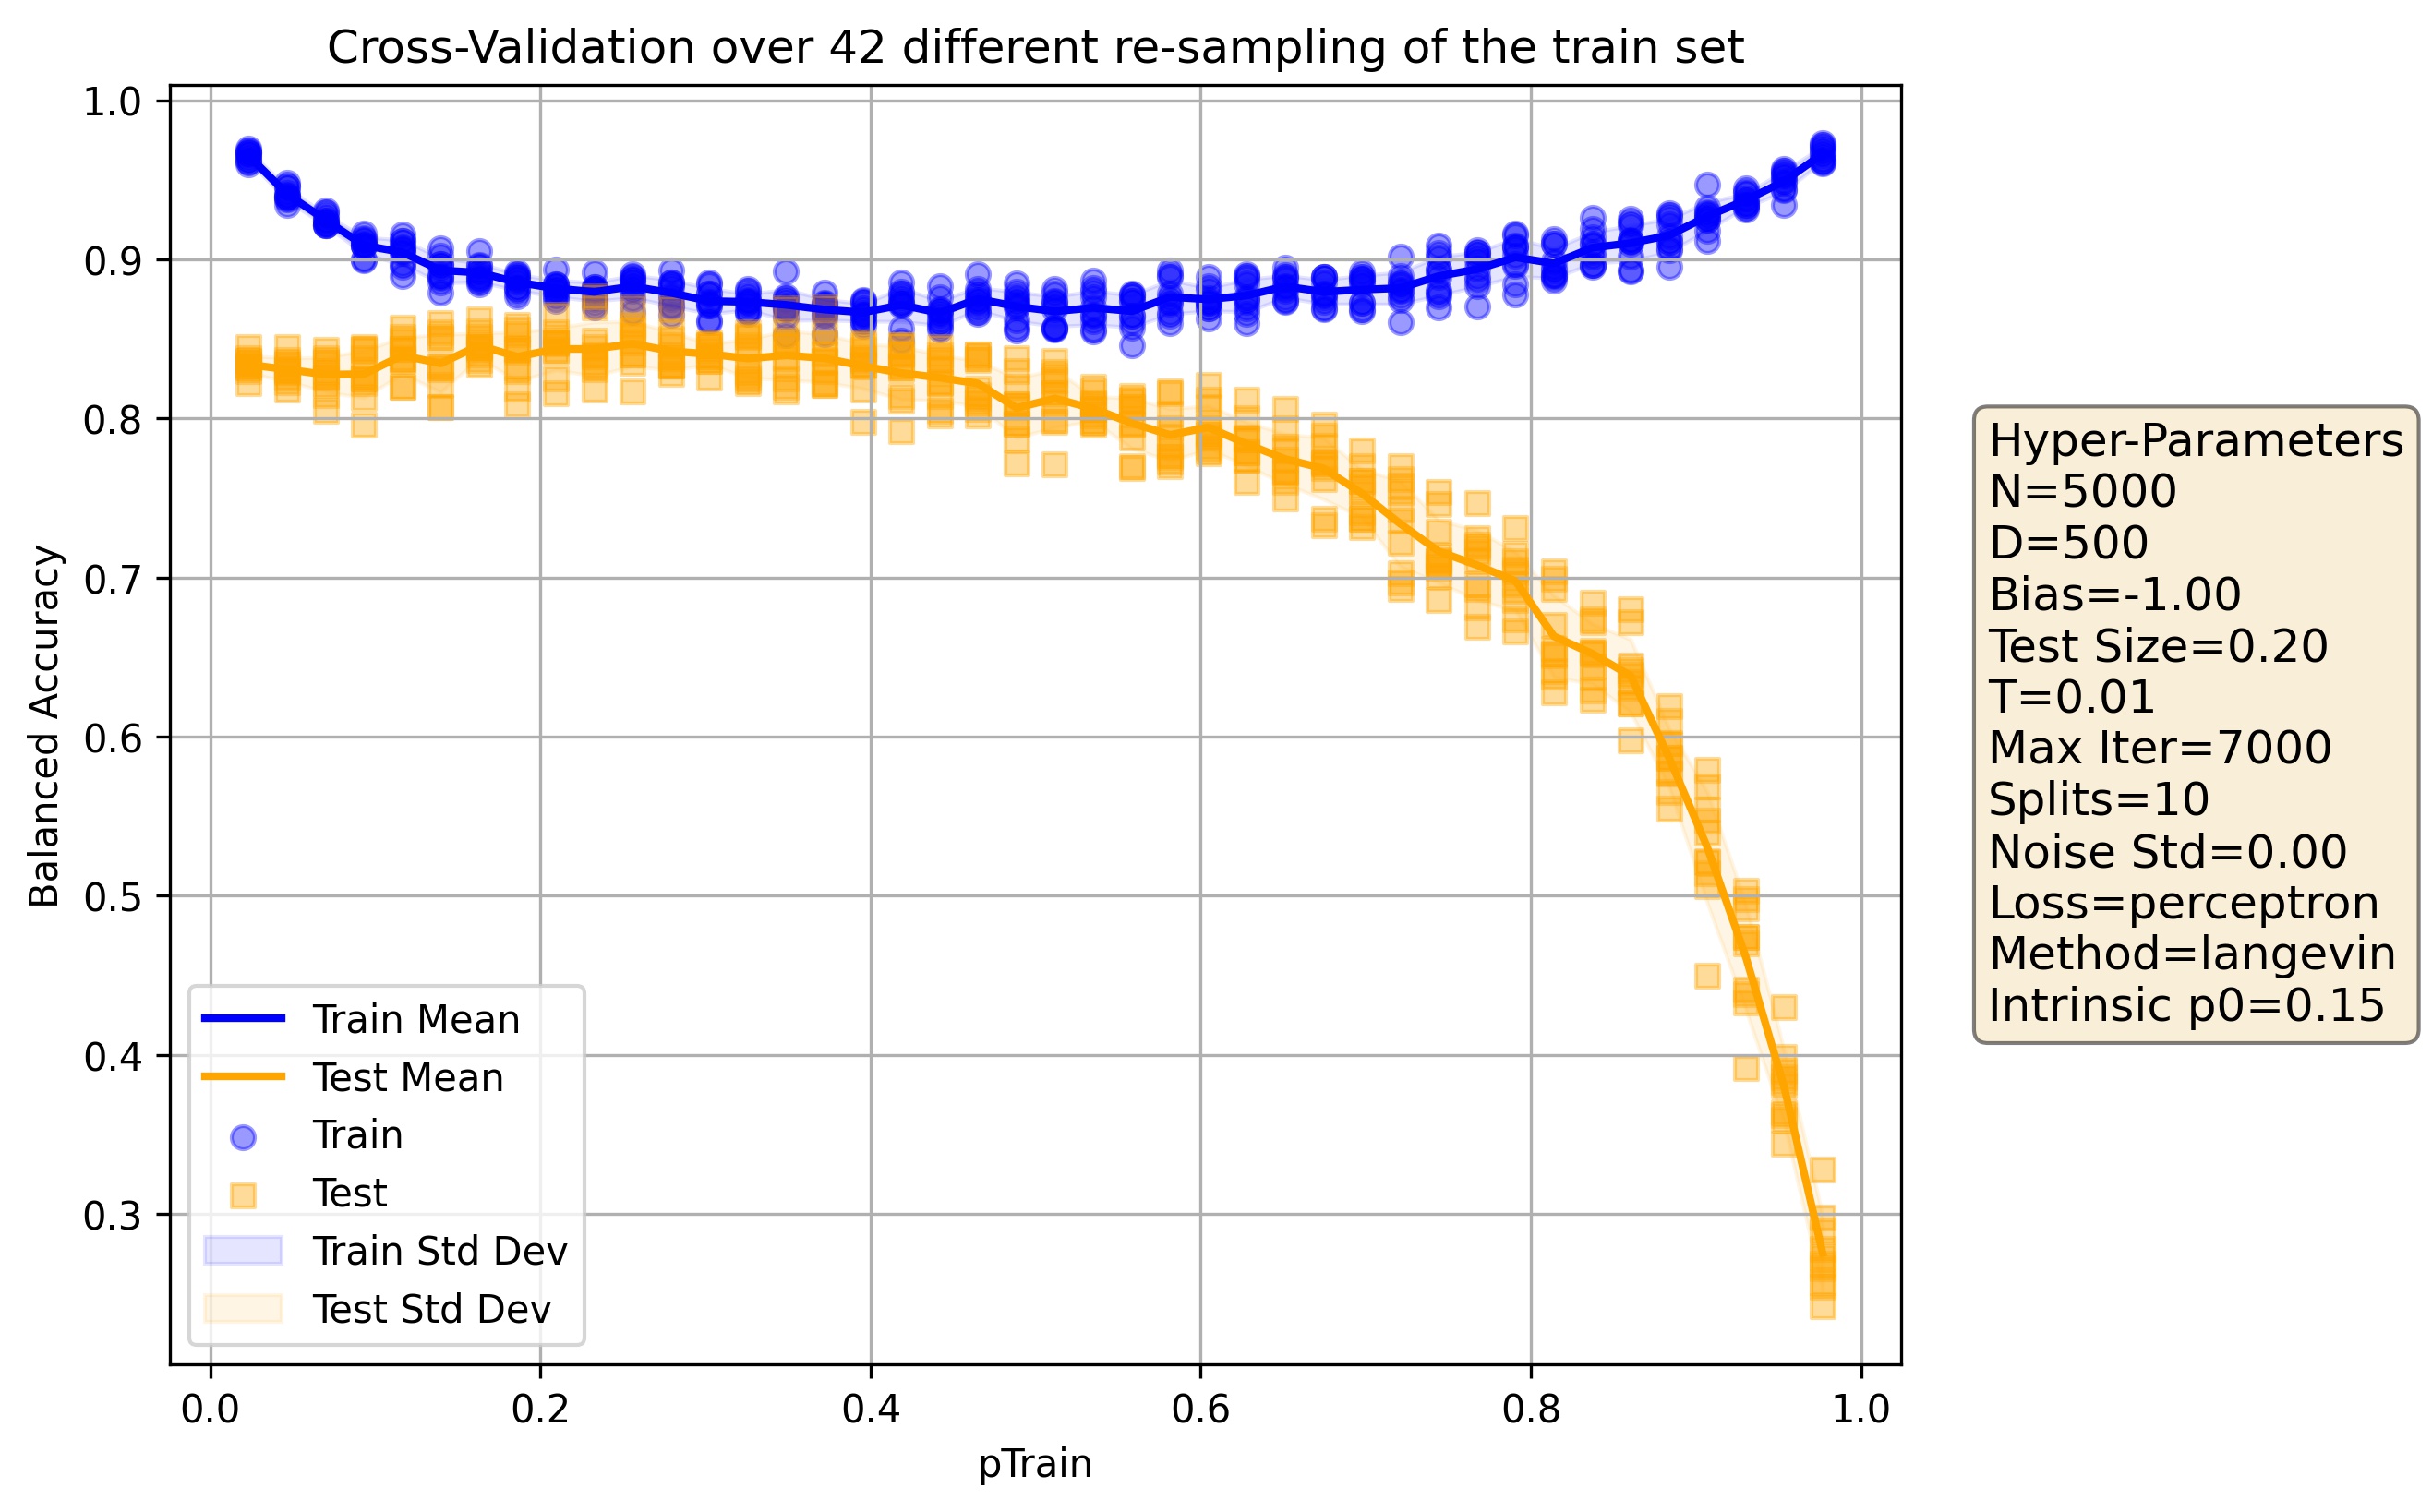 Cross-Validation over 42 different re-sampling of the train set
1.0
0.9
0.8
0.7
0.6
0.5
0.4
0.3
Balanced Accuracy
0.0
0.2
0.4
0.6
0.8
1.0
pTrain
Train Mean
Test Mean
Train
Test
Train Std Dev
Test Std Dev
Hyper-Parameters
N=5000
D=500
Bias=-1.00
Test Size=0.20
T=0.01
Max Iter=7000
Splits=10
Noise Std=0.00
Loss=perceptron
Method=langevin
Intrinsic p0=0.15